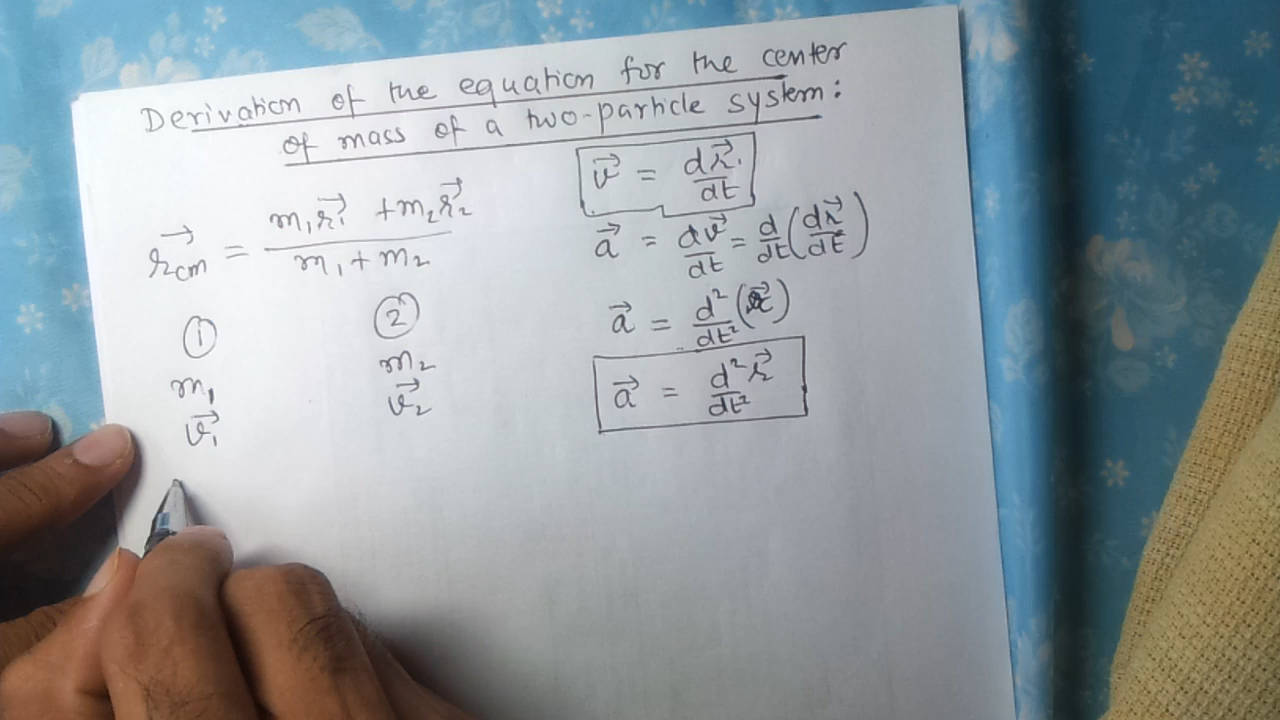 Derivation of the equation for the center
of mass of a two-particle system:
r⃗cm = (m₁r⃗₁ + m₂r⃗₂) / (m₁ + m₂)
① ②
m₁ m₂
v⃗₁ v⃗₂
v⃗ = dr⃗/dt
a⃗ = dv⃗/dt = d/dt (dr⃗/dt)
a⃗ = d²/dt² (r⃗)
a⃗ = d²r⃗/dt²